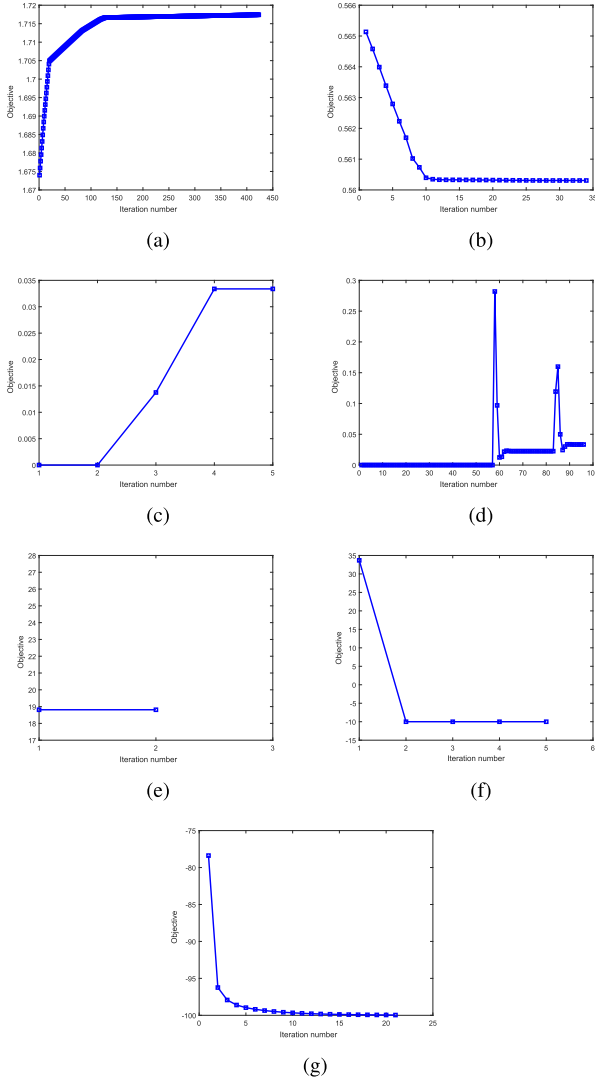 1.72
1.715
1.71
1.705
1.7
1.695
1.69
1.685
1.68
1.675
1.67
Objective
0 50 100 150 200 250 300 350 400 450
Iteration number
(a)
0.566
0.565
0.564
0.563
0.562
0.561
0.56
Objective
0 5 10 15 20 25 30 35
Iteration number
(b)
0.035
0.03
0.025
0.02
0.015
0.01
0.005
0
Objective
1 2 3 4 5
Iteration number
(c)
0.3
0.25
0.2
0.15
0.1
0.05
0
Objective
0 10 20 30 40 50 60 70 80 90 100
Iteration number
(d)
28
27
26
25
24
23
22
21
20
19
18
17
Objective
1 2 3
Iteration number
(e)
35
30
25
20
15
10
5
0
-5
-10
-15
Objective
1 2 3 4 5 6
Iteration number
(f)
-75
-80
-85
-90
-95
-100
Objective
0 5 10 15 20 25
Iteration number
(g)